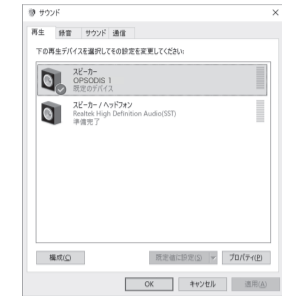 サウンド
再生 録音 サウンド 通信
下の再生デバイスを選択してその設定を変更してください:
スピーカー
OPSODIS 1
既定のデバイス
スピーカー / ヘッドフォン
Realtek High Definition Audio(SST)
準備完了
構成(C) 既定値に設定(S) プロパティ(P)
OK キャンセル 適用(A)